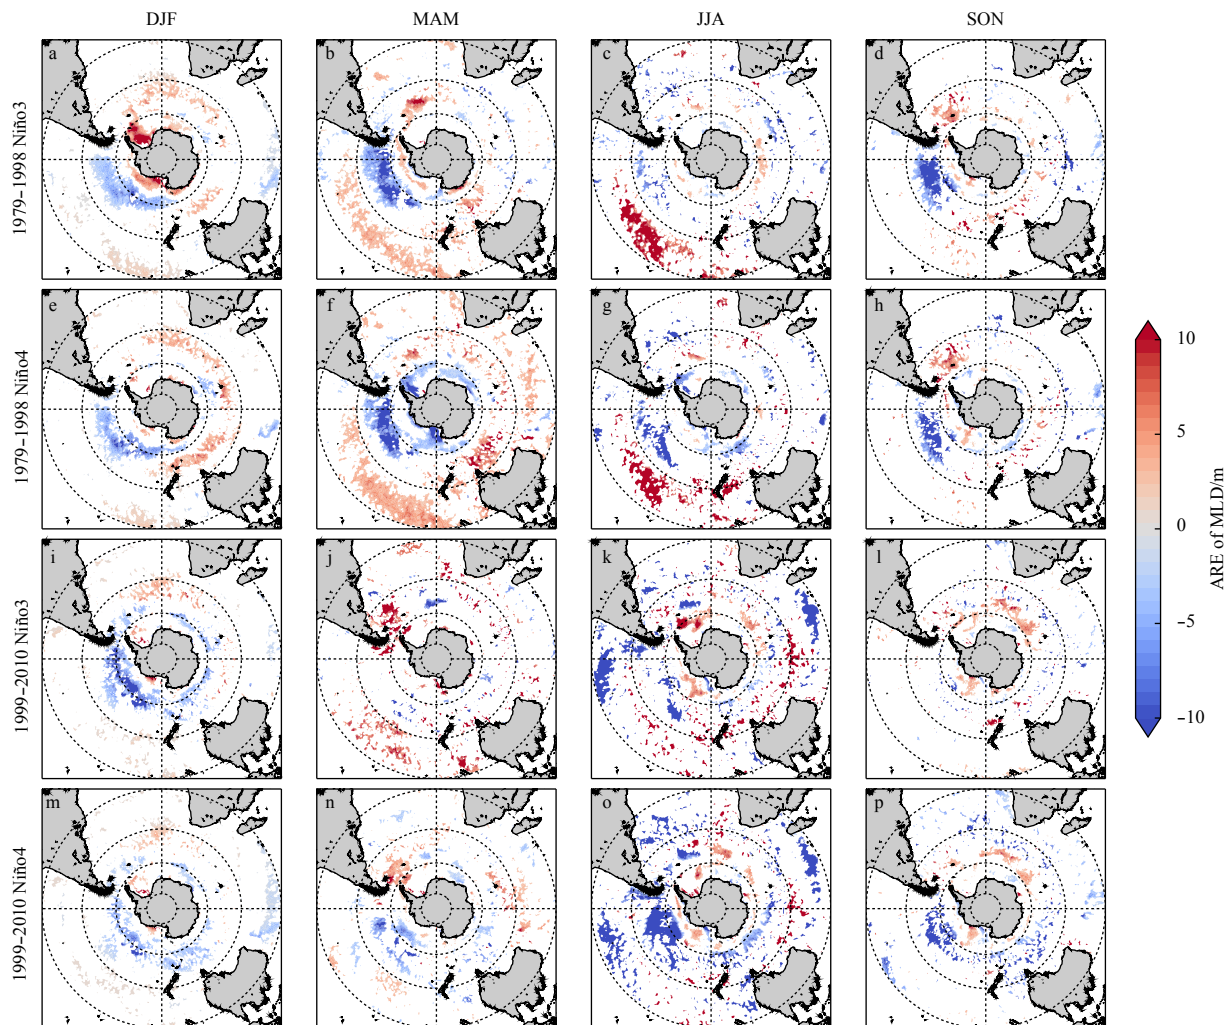 DJF MAM JJA SON
1979-1998 Niño3
a b c d
1979-1998 Niño4
e f g h
1999-2010 Niño3
i j k l
1999-2010 Niño4
m n o p
10
5
0
-5
-10
ARE of MLD/m